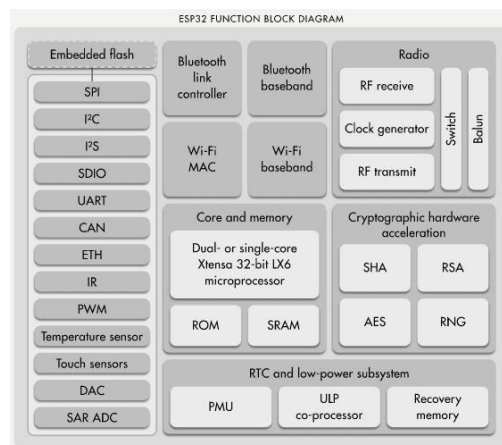 ESP32 FUNCTION BLOCK DIAGRAM
Embedded flash
SPI
I²C
I²S
SDIO
UART
CAN
ETH
IR
PWM
Temperature sensor
Touch sensors
DAC
SAR ADC
Bluetooth
link
controller
Bluetooth
baseband
Wi-Fi
MAC
Wi-Fi
baseband
Radio
RF receive
Clock generator
RF transmit
Switch
Balun
Core and memory
Dual- or single-core
Xtensa 32-bit LX6
microprocessor
ROM
SRAM
Cryptographic hardware
acceleration
SHA
RSA
AES
RNG
RTC and low-power subsystem
PMU
ULP
co-processor
Recovery
memory